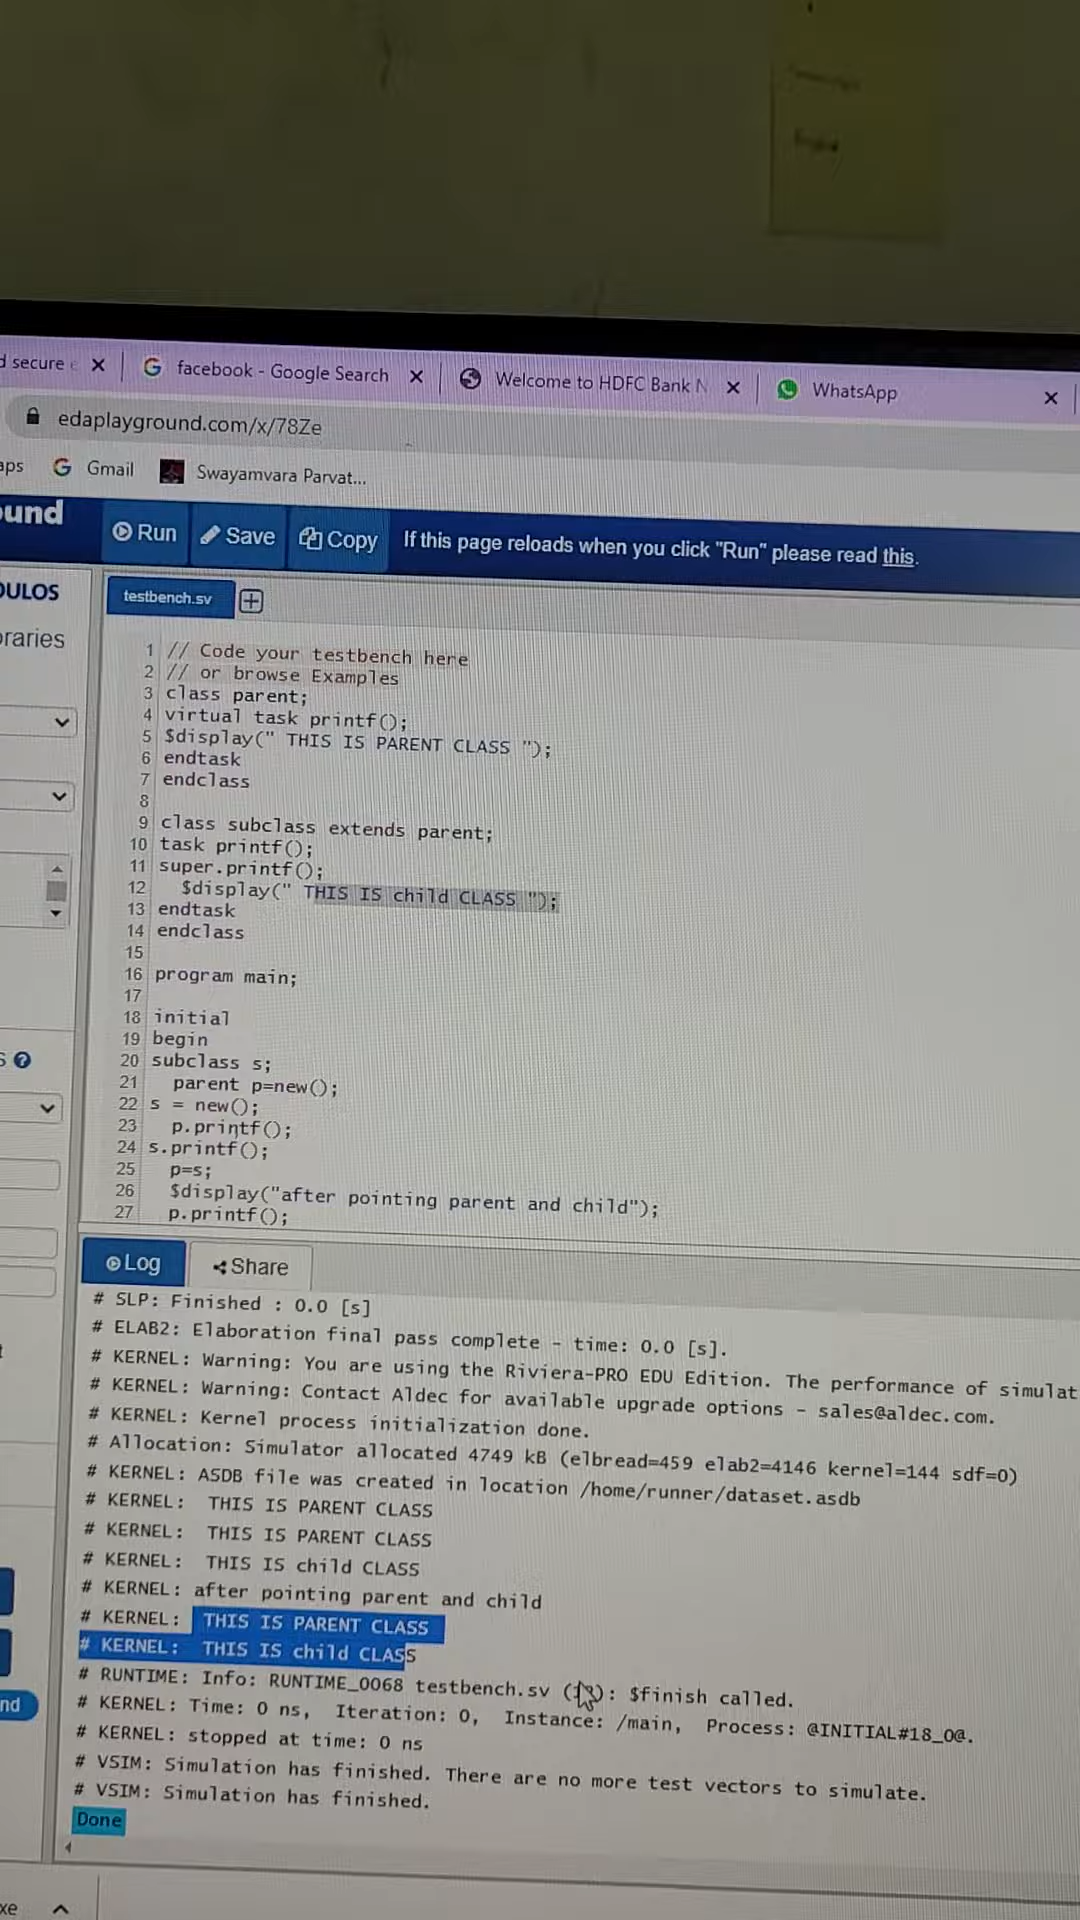 d secure
facebook - Google Search
Welcome to HDFC Bank N
WhatsApp
edaplayground.com/x/78Ze
aps
Gmail
Swayamvara Parvat...
ound
Run
Save
Copy
If this page reloads when you click "Run" please read this.
OULOS
testbench.sv
braries
1 // Code your testbench here
2 // or browse Examples
3 class parent;
4 virtual task printf();
5 $display(" THIS IS PARENT CLASS ");
6 endtask
7 endclass
8
9 class subclass extends parent;
10 task printf();
11 super.printf();
12 $display(" THIS IS child CLASS ");
13 endtask
14 endclass
15
16 program main;
17
18 initial
19 begin
20 subclass s;
21 parent p=new();
22 s = new();
23 p.printf();
24 s.printf();
25 p=s;
26 $display("after pointing parent and child");
27 p.printf();
Log
Share
# SLP: Finished : 0.0 [s]
# ELAB2: Elaboration final pass complete - time: 0.0 [s].
# KERNEL: Warning: You are using the Riviera-PRO EDU Edition. The performance of simulat
# KERNEL: Warning: Contact Aldec for available upgrade options - sales@aldec.com.
# KERNEL: Kernel process initialization done.
# Allocation: Simulator allocated 4749 kB (elbread=459 elab2=4146 kernel=144 sdf=0)
# KERNEL: ASDB file was created in location /home/runner/dataset.asdb
# KERNEL: THIS IS PARENT CLASS
# KERNEL: THIS IS PARENT CLASS
# KERNEL: THIS IS child CLASS
# KERNEL: after pointing parent and child
# KERNEL: THIS IS PARENT CLASS
# KERNEL: THIS IS child CLASS
# RUNTIME: Info: RUNTIME_0068 testbench.sv : $finish called.
# KERNEL: Time: 0 ns, Iteration: 0, Instance: /main, Process: @INITIAL#18_0@.
# KERNEL: stopped at time: 0 ns
# VSIM: Simulation has finished. There are no more test vectors to simulate.
# VSIM: Simulation has finished.
Done
nd
xe